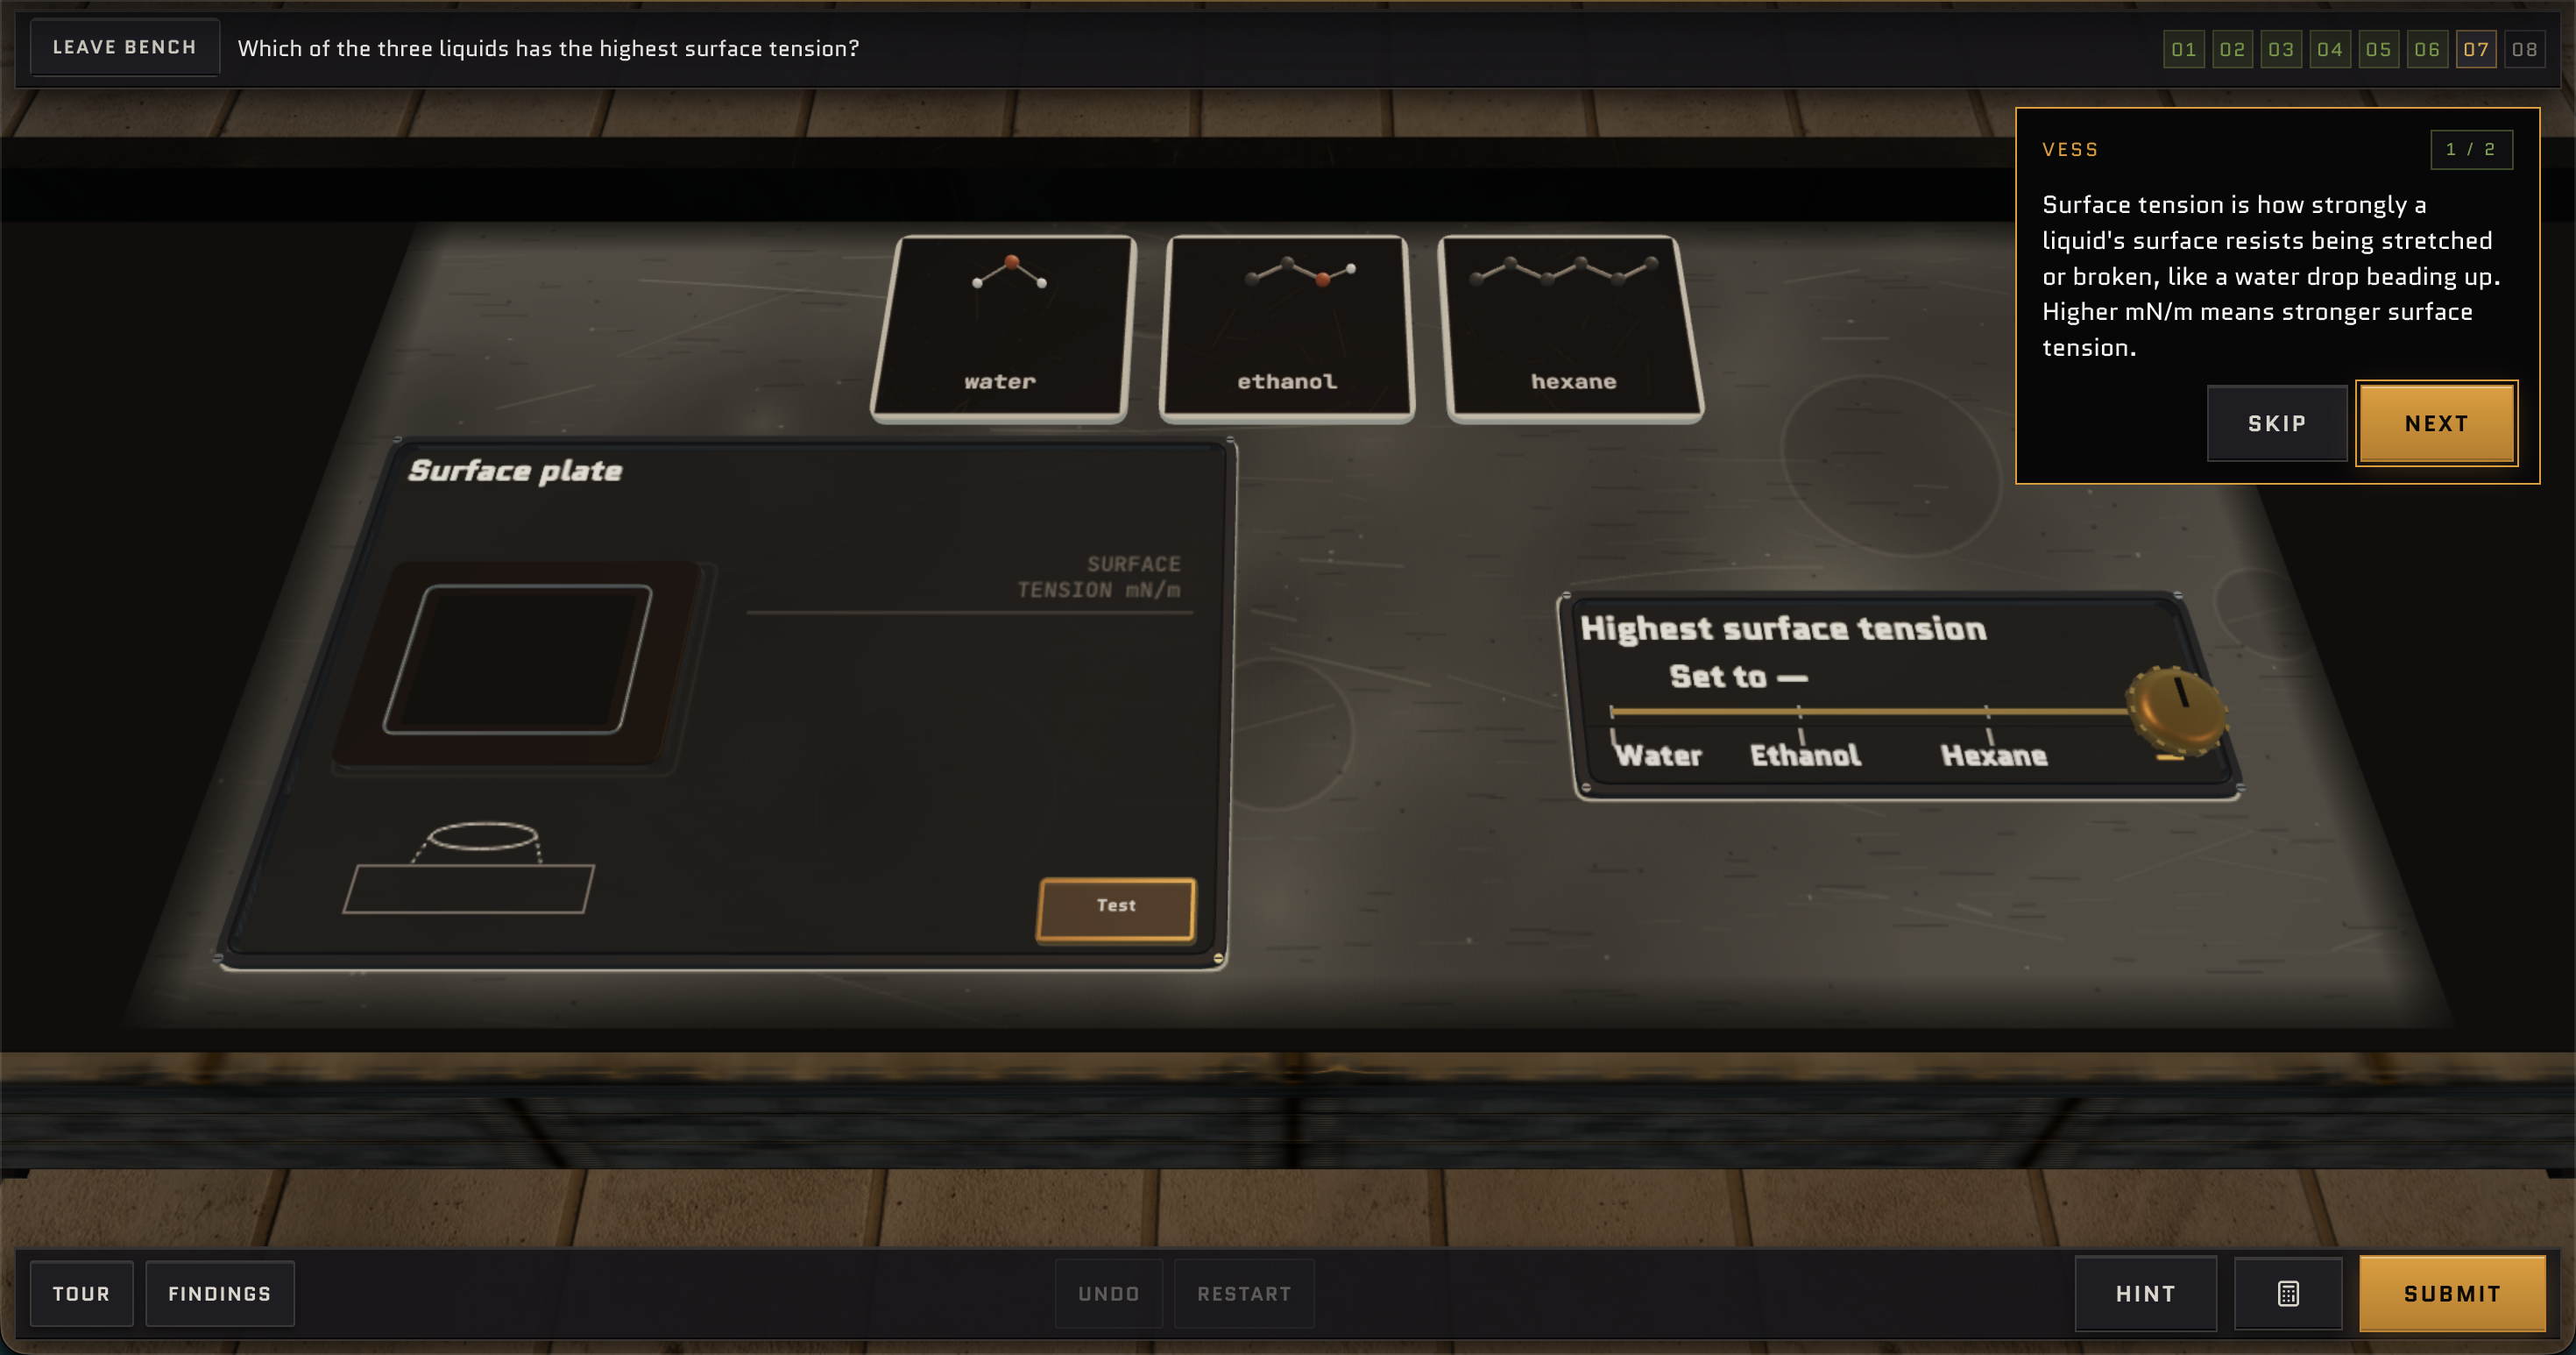 LEAVE BENCH
Which of the three liquids has the highest surface tension?
01 02 03 04 05 06 07 08
VESS
1 / 2
Surface tension is how strongly a
liquid's surface resists being stretched
or broken, like a water drop beading up.
Higher mN/m means stronger surface
tension.
SKIP
NEXT
water
ethanol
hexane
Surface plate
SURFACE
TENSION mN/m
Test
Highest surface tension
Set to —
Water
Ethanol
Hexane
—
TOUR
FINDINGS
UNDO
RESTART
HINT
SUBMIT